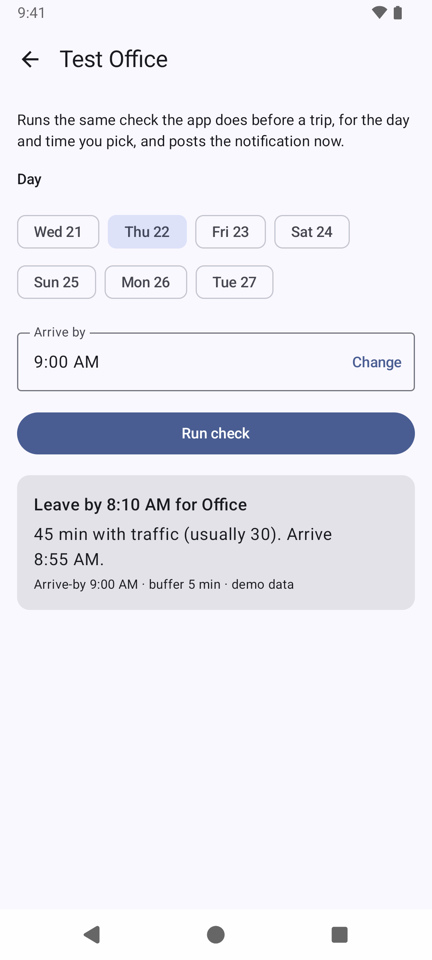 9:41
Test Office
Runs the same check the app does before a trip, for the day
and time you pick, and posts the notification now.
Day
Wed 21
Thu 22
Fri 23
Sat 24
Sun 25
Mon 26
Tue 27
Arrive by
9:00 AM
Change
Run check
Leave by 8:10 AM for Office
45 min with traffic (usually 30). Arrive
8:55 AM.
Arrive-by 9:00 AM · buffer 5 min · demo data